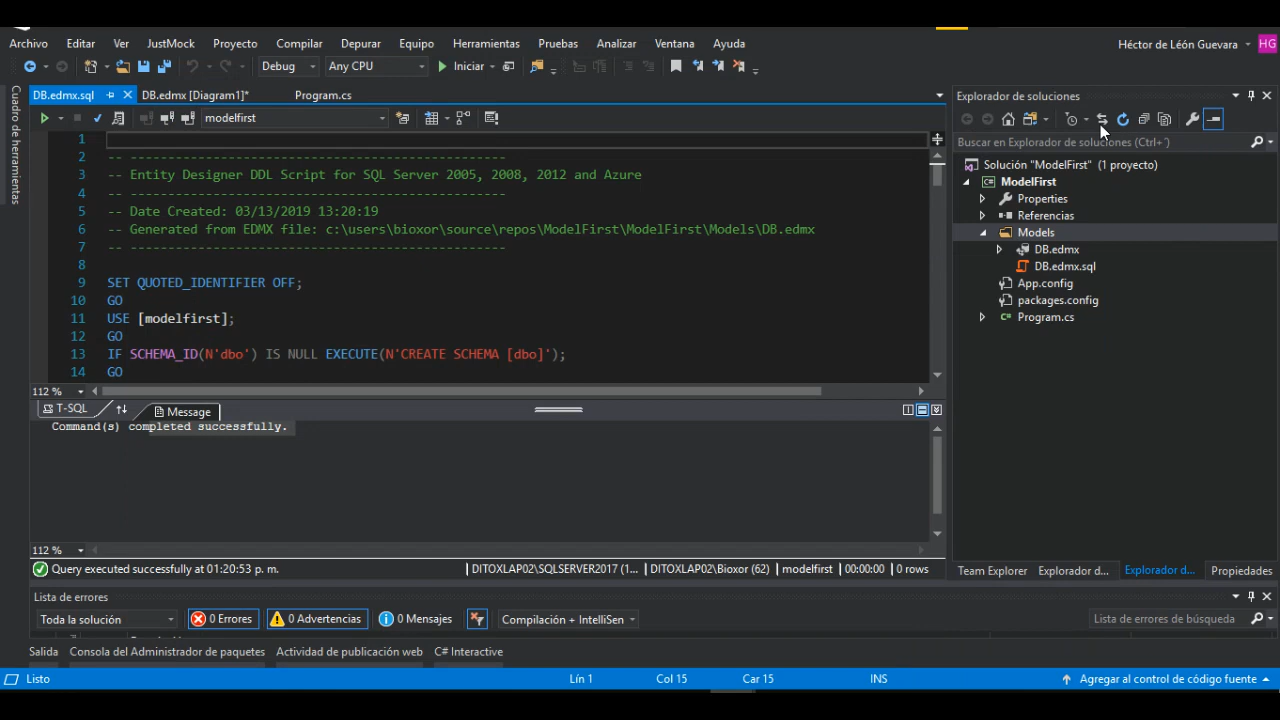 Archivo Editar Ver JustMock Proyecto Compilar Depurar Equipo Herramientas Pruebas Analizar Ventana Ayuda Héctor de León Guevara HG
Debug Any CPU Iniciar
Cuadro de herramientas
DB.edmx.sql DB.edmx [Diagram1]* Program.cs
modelfirst
1
2 -- --------------------------------------------------
3 -- Entity Designer DDL Script for SQL Server 2005, 2008, 2012 and Azure
4 -- --------------------------------------------------
5 -- Date Created: 03/13/2019 13:20:19
6 -- Generated from EDMX file: c:\users\bioxor\source\repos\ModelFirst\ModelFirst\Models\DB.edmx
7 -- --------------------------------------------------
8
9 SET QUOTED_IDENTIFIER OFF;
10 GO
11 USE [modelfirst];
12 GO
13 IF SCHEMA_ID(N'dbo') IS NULL EXECUTE(N'CREATE SCHEMA [dbo]');
14 GO
112 %
T-SQL Message
Command(s) completed successfully.
112 %
Query executed successfully at 01:20:53 p. m. DITOXLAP02\SQLSERVER2017 (1... DITOXLAP02\Bioxor (62) modelfirst 00:00:00 0 rows
Explorador de soluciones
Buscar en Explorador de soluciones (Ctrl+´)
Solución "ModelFirst" (1 proyecto)
ModelFirst
Properties
Referencias
Models
DB.edmx
DB.edmx.sql
App.config
packages.config
Program.cs
Team Explorer Explorador d... Explorador d... Propiedades
Lista de errores
Toda la solución 0 Errores 0 Advertencias 0 Mensajes Compilación + IntelliSen Lista de errores de búsqueda
Salida Consola del Administrador de paquetes Actividad de publicación web C# Interactive
Listo Lín 1 Col 15 Car 15 INS Agregar al control de código fuente